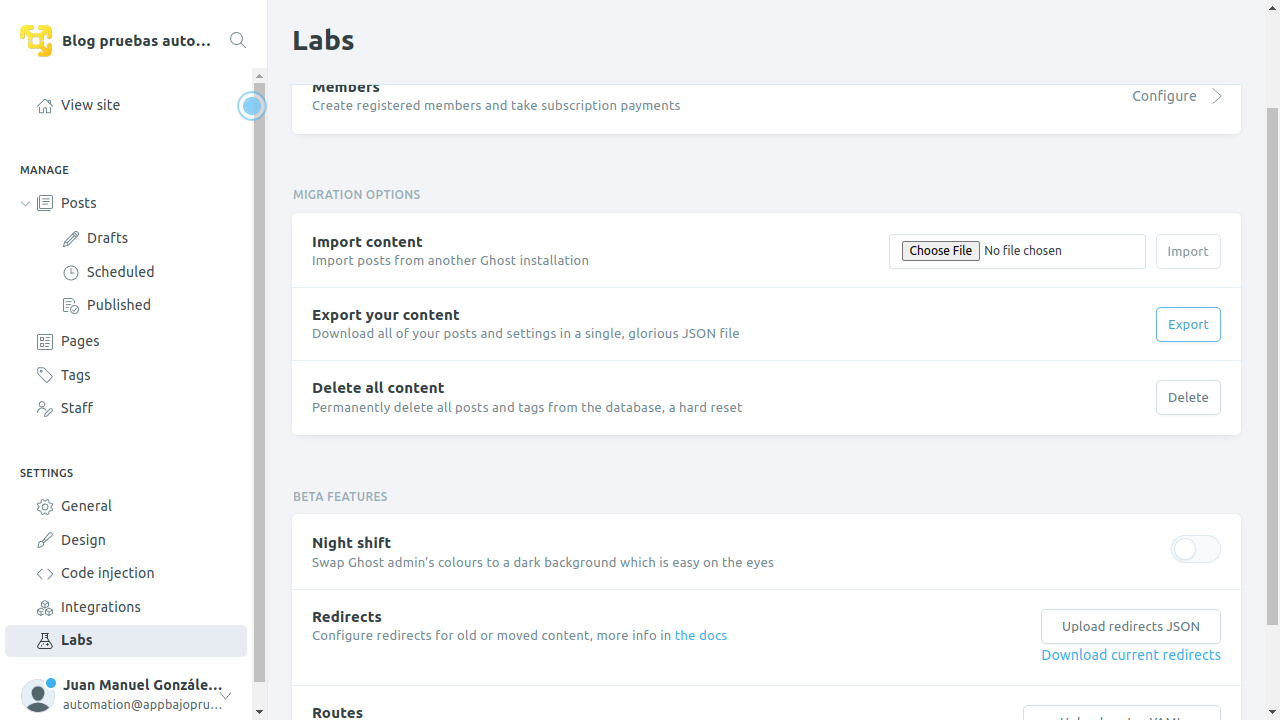 Blog pruebas auto...
View site
MANAGE
Posts
Drafts
Scheduled
Published
Pages
Tags
Staff
SETTINGS
General
Design
Code injection
Integrations
Labs
Juan Manuel Gonzále...
automation@appbajopru...
Labs
Members
Create registered members and take subscription payments
Configure
MIGRATION OPTIONS
Import content
Import posts from another Ghost installation
Choose File No file chosen
Import
Export your content
Download all of your posts and settings in a single, glorious JSON file
Export
Delete all content
Permanently delete all posts and tags from the database, a hard reset
Delete
BETA FEATURES
Night shift
Swap Ghost admin's colours to a dark background which is easy on the eyes
Redirects
Configure redirects for old or moved content, more info in the docs
Upload redirects JSON
Download current redirects
Routes